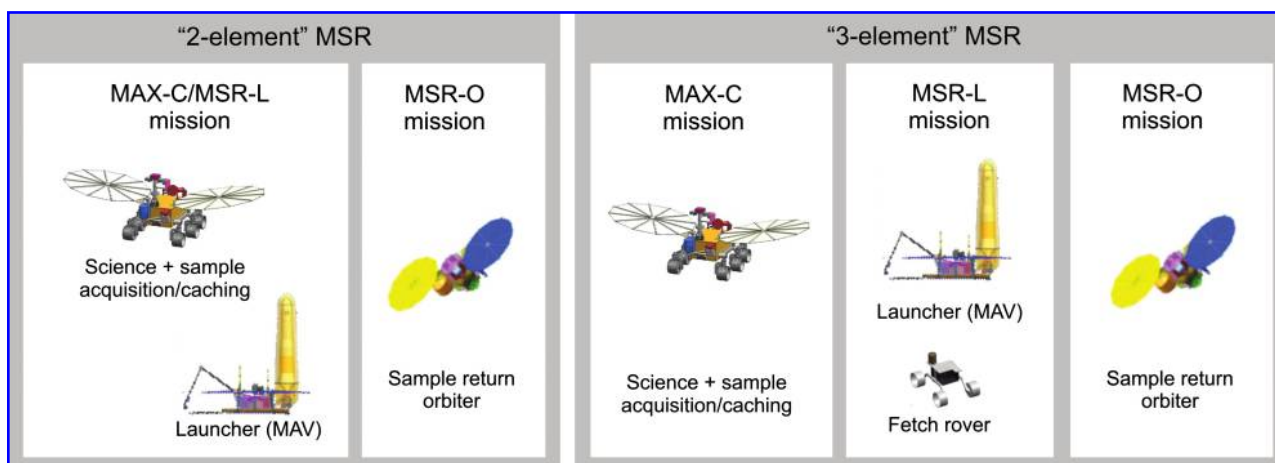 “2-element” MSR
MAX-C/MSR-L
mission
Science + sample
acquisition/caching
Launcher (MAV)
MSR-O
mission
Sample return
orbiter
“3-element” MSR
MAX-C
mission
Science + sample
acquisition/caching
MSR-L
mission
Launcher (MAV)
Fetch rover
MSR-O
mission
Sample return
orbiter